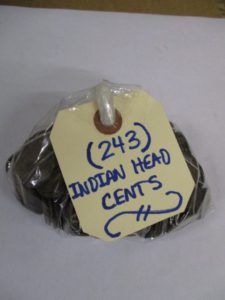 (243)
INDIAN HEAD
CENTS